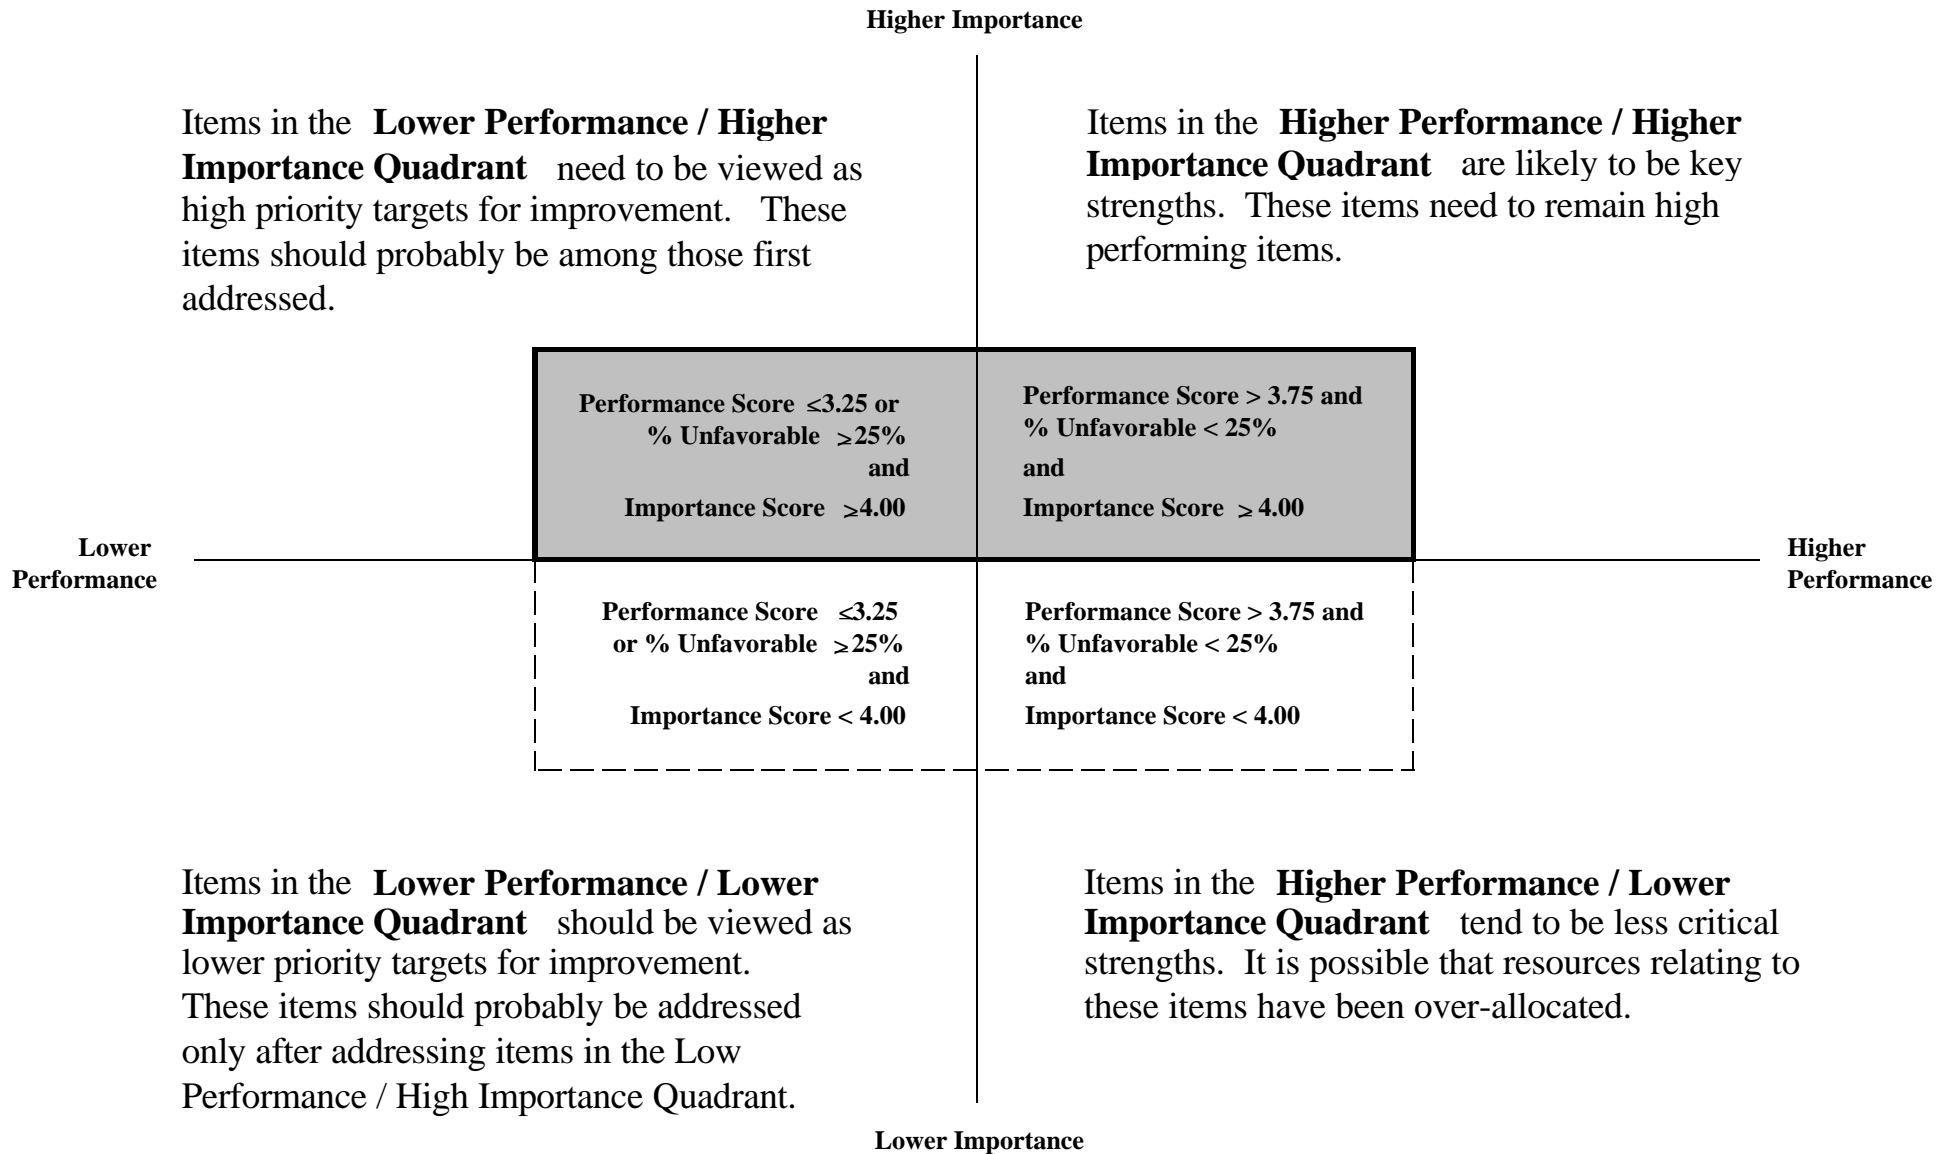 Higher Importance
Items in the Lower Performance / Higher
Importance Quadrant need to be viewed as
high priority targets for improvement. These
items should probably be among those first
addressed.
Items in the Higher Performance / Higher
Importance Quadrant are likely to be key
strengths. These items need to remain high
performing items.
Performance Score ≤3.25 or
% Unfavorable ≥25%
and
Importance Score ≥4.00
Performance Score > 3.75 and
% Unfavorable < 25%
and
Importance Score ≥ 4.00
Lower
Performance
Higher
Performance
Performance Score ≤3.25
or % Unfavorable ≥25%
and
Importance Score < 4.00
Performance Score > 3.75 and
% Unfavorable < 25%
and
Importance Score < 4.00
Items in the Lower Performance / Lower
Importance Quadrant should be viewed as
lower priority targets for improvement.
These items should probably be addressed
only after addressing items in the Low
Performance / High Importance Quadrant.
Items in the Higher Performance / Lower
Importance Quadrant tend to be less critical
strengths. It is possible that resources relating to
these items have been over-allocated.
Lower Importance